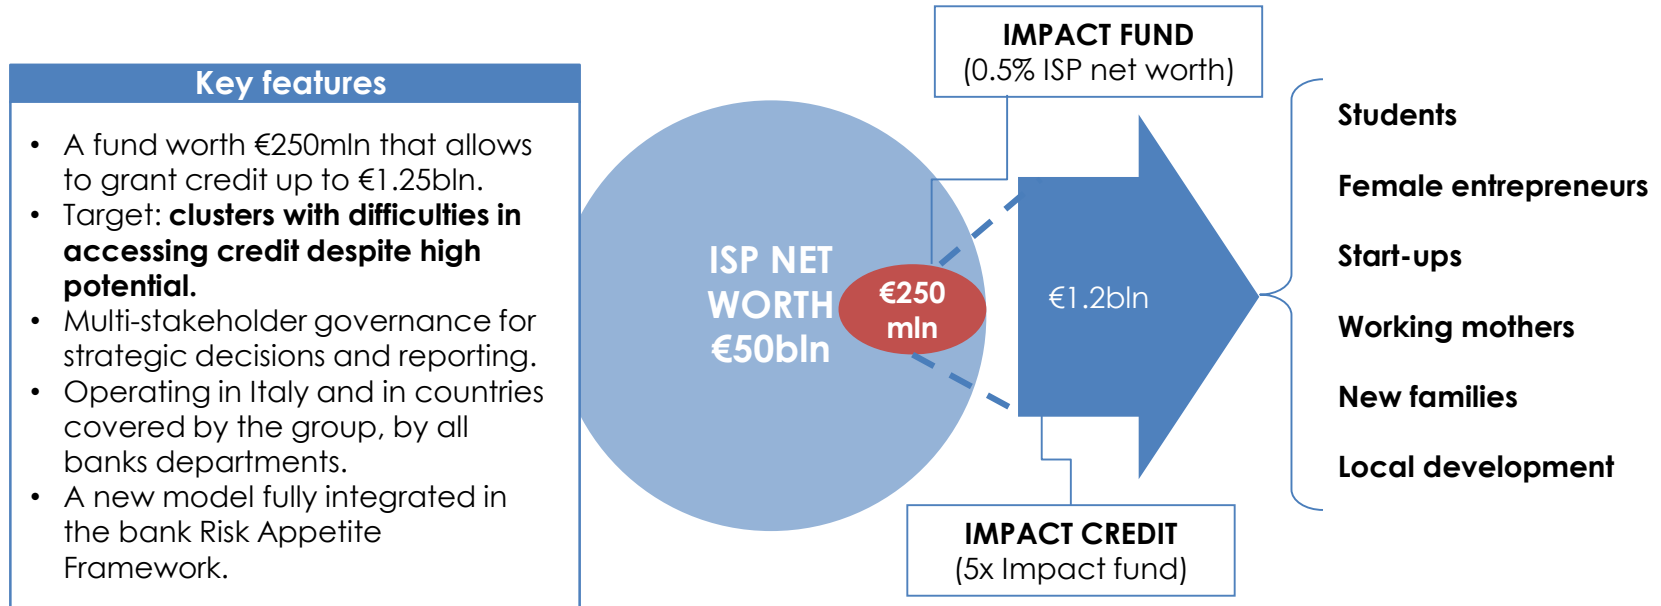 Key features
• A fund worth €250mln that allows
to grant credit up to €1.25bln.
• Target: clusters with difficulties in
accessing credit despite high
potential.
• Multi-stakeholder governance for
strategic decisions and reporting.
• Operating in Italy and in countries
covered by the group, by all
banks departments.
• A new model fully integrated in
the bank Risk Appetite
Framework.
ISP NET
WORTH
€50bln
€250
mln
IMPACT FUND
(0.5% ISP net worth)
€1.2bln
IMPACT CREDIT
(5x Impact fund)
Students
Female entrepreneurs
Start-ups
Working mothers
New families
Local development